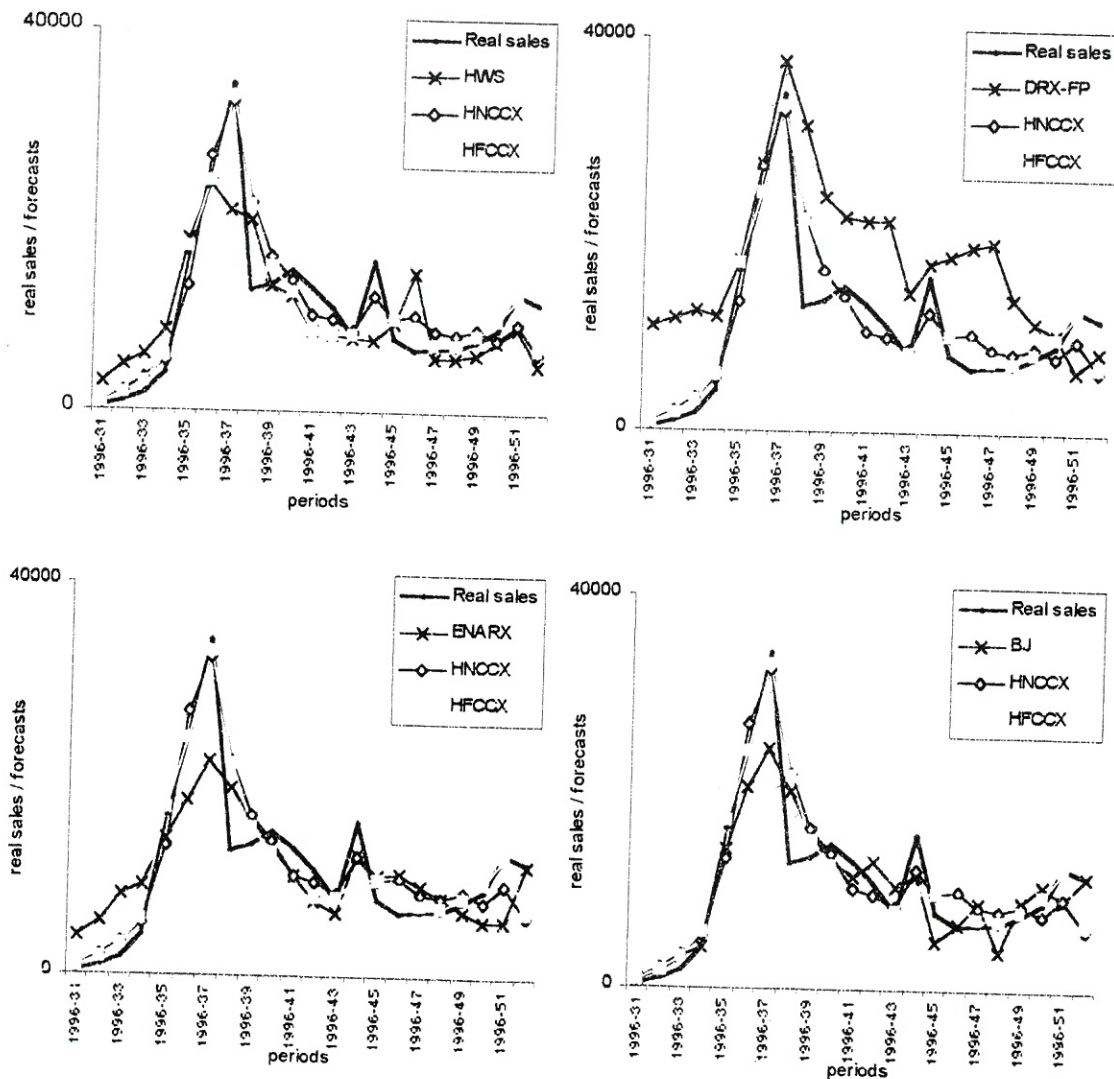 40000
real sales / forecasts
0
Real sales
HWS
HNCCX
HFCCX
1996-31
1996-33
1996-35
1996-37
1996-39
1996-41
1996-43
1996-45
1996-47
1996-49
1996-51
periods
40000
real sales / forecasts
0
Real sales
DRX-FP
HNCCX
HFCCX
1996-31
1996-33
1996-35
1996-37
1996-39
1996-41
1996-43
1996-45
1996-47
1996-49
1996-51
periods
40000
real sales / forecasts
0
Real sales
ENARX
HNCCX
HFCCX
1996-31
1996-33
1996-35
1996-37
1996-39
1996-41
1996-43
1996-45
1996-47
1996-49
1996-51
periods
40000
real sales / forecasts
0
Real sales
BJ
HNCCX
HFCCX
1996-31
1996-33
1996-35
1996-37
1996-39
1996-41
1996-43
1996-45
1996-47
1996-49
1996-51
periods